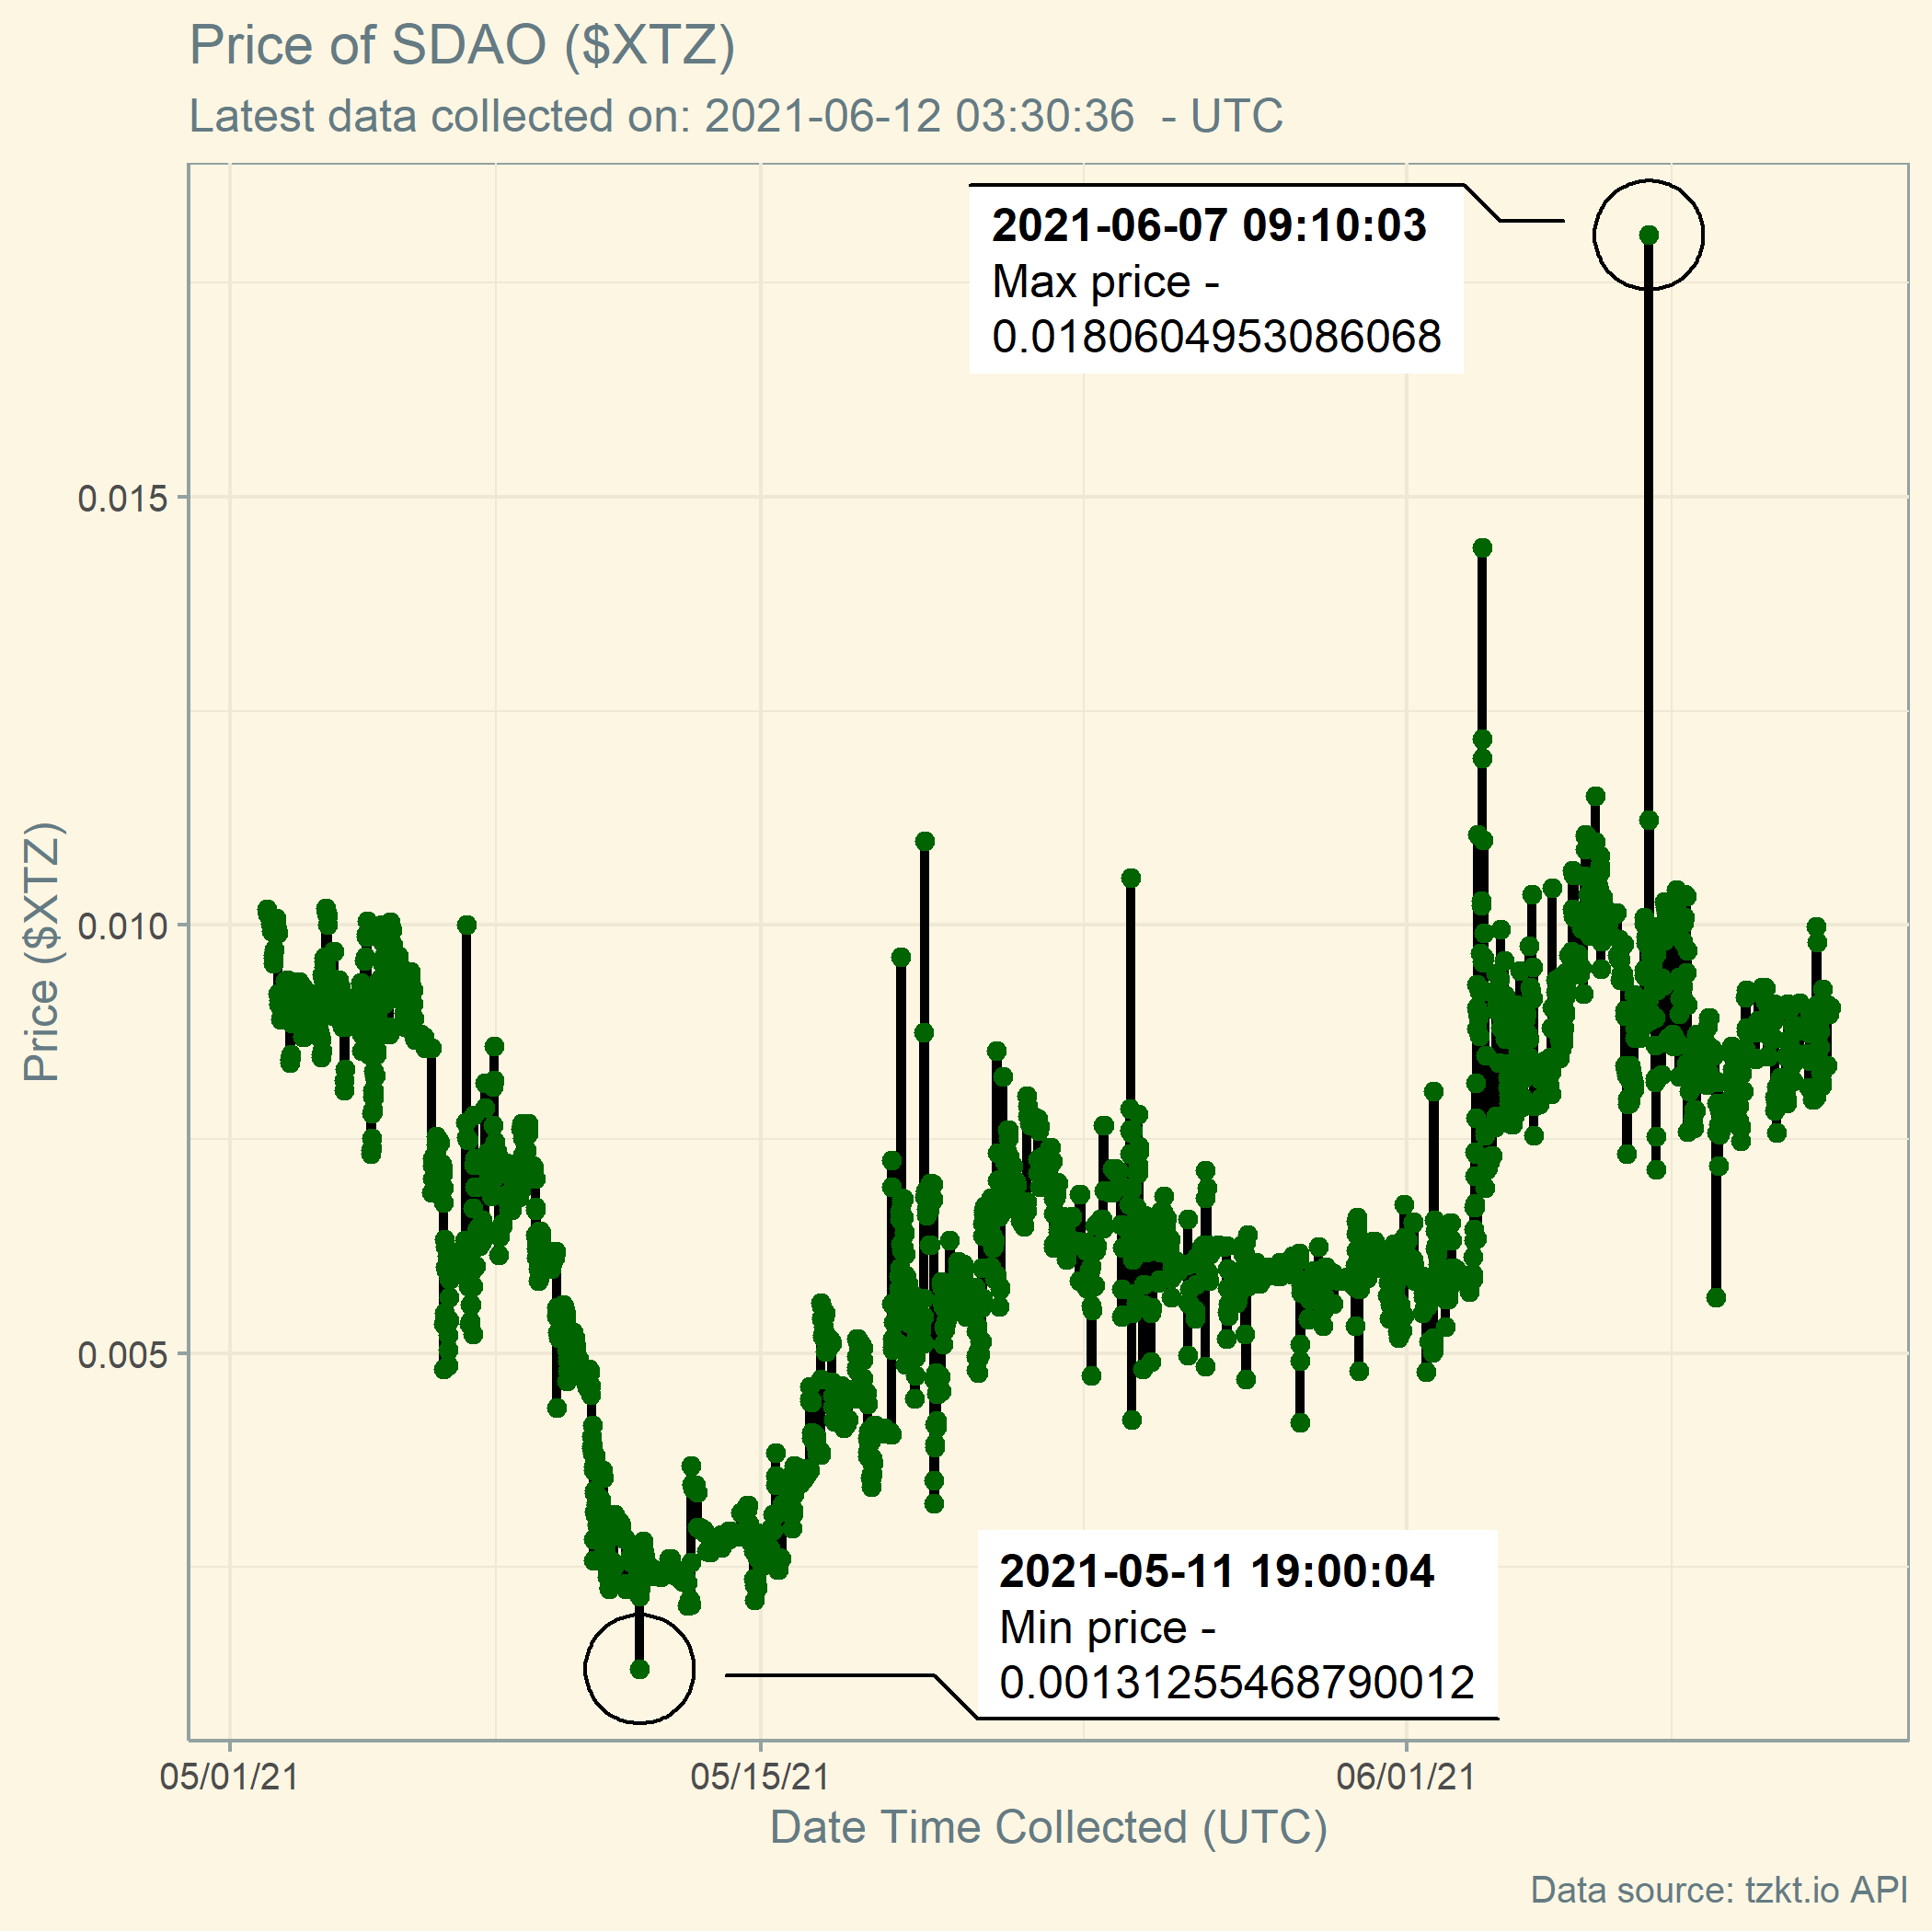 Price of SDAO ($XTZ)
Latest data collected on: 2021-06-12 03:30:36  - UTC
2021-06-07 09:10:03
Max price -
0.0180604953086068
0.015
0.010
0.005
Price ($XTZ)
2021-05-11 19:00:04
Min price -
0.00131255468790012
05/01/21
05/15/21
06/01/21
Date Time Collected (UTC)
Data source: tzkt.io API